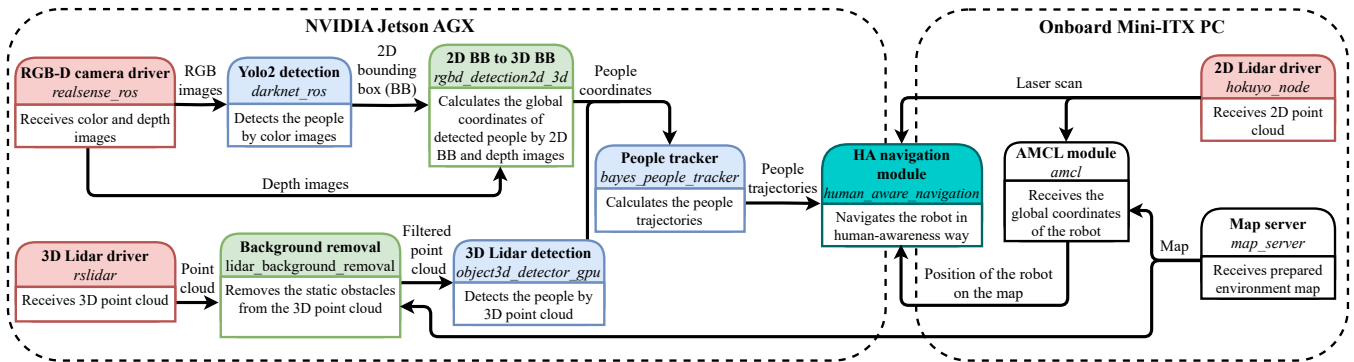 NVIDIA Jetson AGX
RGB-D camera driver
realsense_ros
Receives color and depth
images
RGB
images
Yolo2 detection
darknet_ros
Detects the people
by color images
2D
bounding
box (BB)
2D BB to 3D BB
rgbd_detection2d_3d
Calculates the global
coordinates of
detected people by 2D
BB and depth images
People
coordinates
Depth images
People tracker
bayes_people_tracker
Calculates the people
trajectories
People
trajectories
3D Lidar driver
rslidar
Receives 3D point cloud
Point
cloud
Background removal
lidar_background_removal
Removes the static obstacles
from the 3D point cloud
Filtered
point
cloud
3D Lidar detection
object3d_detector_gpu
Detects the people by
3D point cloud
HA navigation
module
human_aware_navigation
Navigates the robot in
human-awareness way
Onboard Mini-ITX PC
Laser scan
2D Lidar driver
hokuyo_node
Receives 2D point
cloud
AMCL module
amcl
Receives the
global coordinates
of the robot
Map
Map server
map_server
Receives prepared
environment map
Position of the robot
on the map